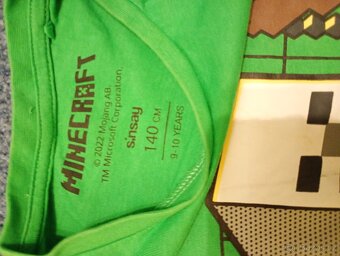 MINECRAFT
© 2022 Mojang AB.
TM Microsoft Corporation
sinsay
140 CM
9-10 YEARS